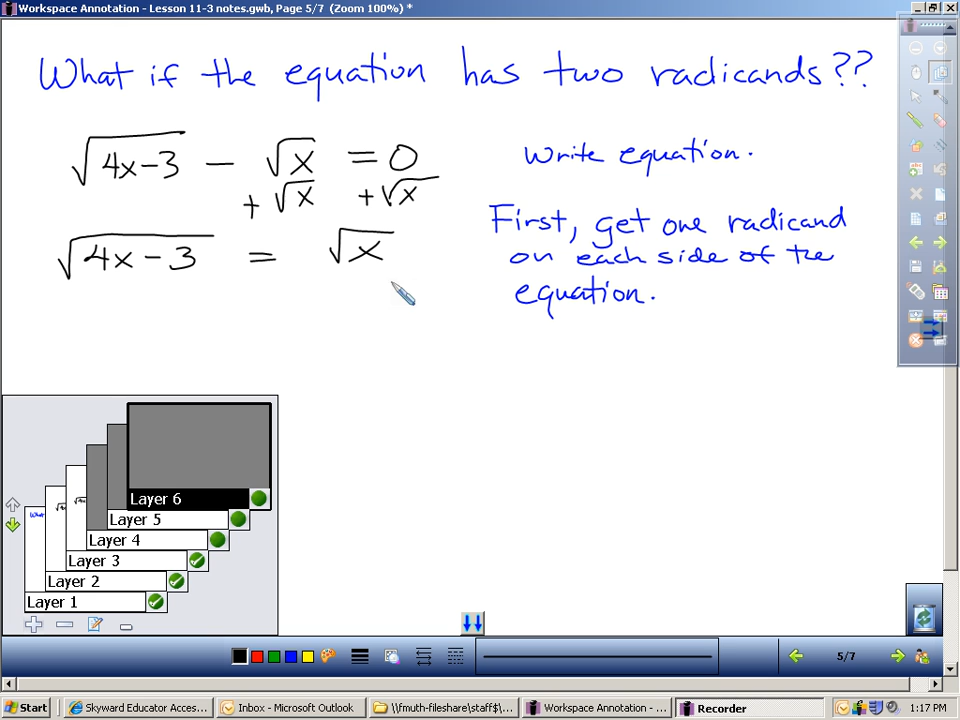 Workspace Annotation - Lesson 11-3 notes.gwb, Page 5/7 (Zoom 100%) *
What if the equation has two radicands??
√4x-3 - √x = 0
Write equation.
+√x +√x
First, get one radicand
√4x-3 = √x
on each side of the
equation.
Layer 6
Layer 5
Layer 4
Layer 3
Layer 2
Layer 1
5/7
Start
Skyward Educator Acces...
Inbox - Microsoft Outlook
\\fmuth-fileshare\staff$\...
Workspace Annotation - ...
Recorder
1:17 PM